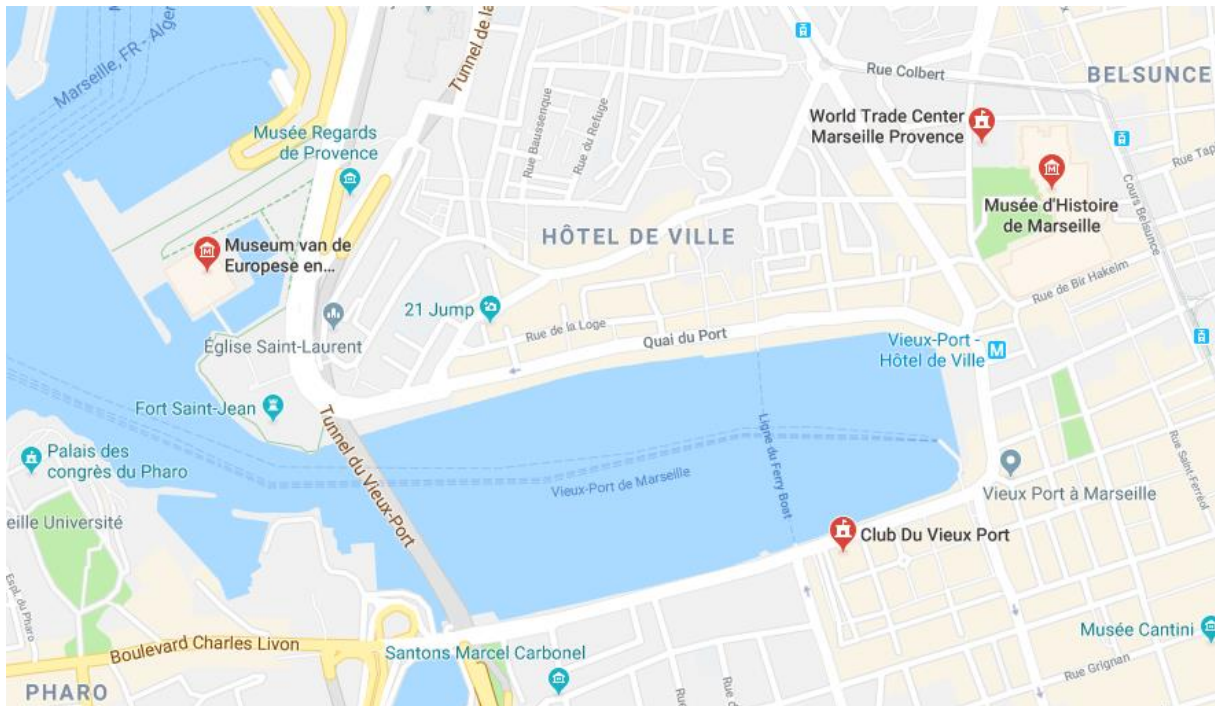 Marseille, FR - Alger
Tunnel de la
Rue Colbert
BELSUNCE
World Trade Center
Marseille Provence
Musée Regards
de Provence
Rue Baussenque
Rue du Refuge
Rue Tap
Cours Belsunce
Musée d'Histoire
de Marseille
HÔTEL DE VILLE
Museum van de
Europese en...
Rue de Bir Hakeim
21 Jump
Rue de la Loge
Quai du Port
Vieux-Port -
Hôtel de Ville
M
Église Saint-Laurent
Fort Saint-Jean
Tunnel du Vieux-Port
Ligne du Ferry Boat
Rue Saint-Ferréol
Palais des
congrès du Pharo
Vieux-Port de Marseille
Vieux Port à Marseille
eille Université
Club Du Vieux Port
Espl. du Pharo
Boulevard Charles Livon
Santons Marcel Carbonel
Musée Cantini
Rue Grignan
PHARO